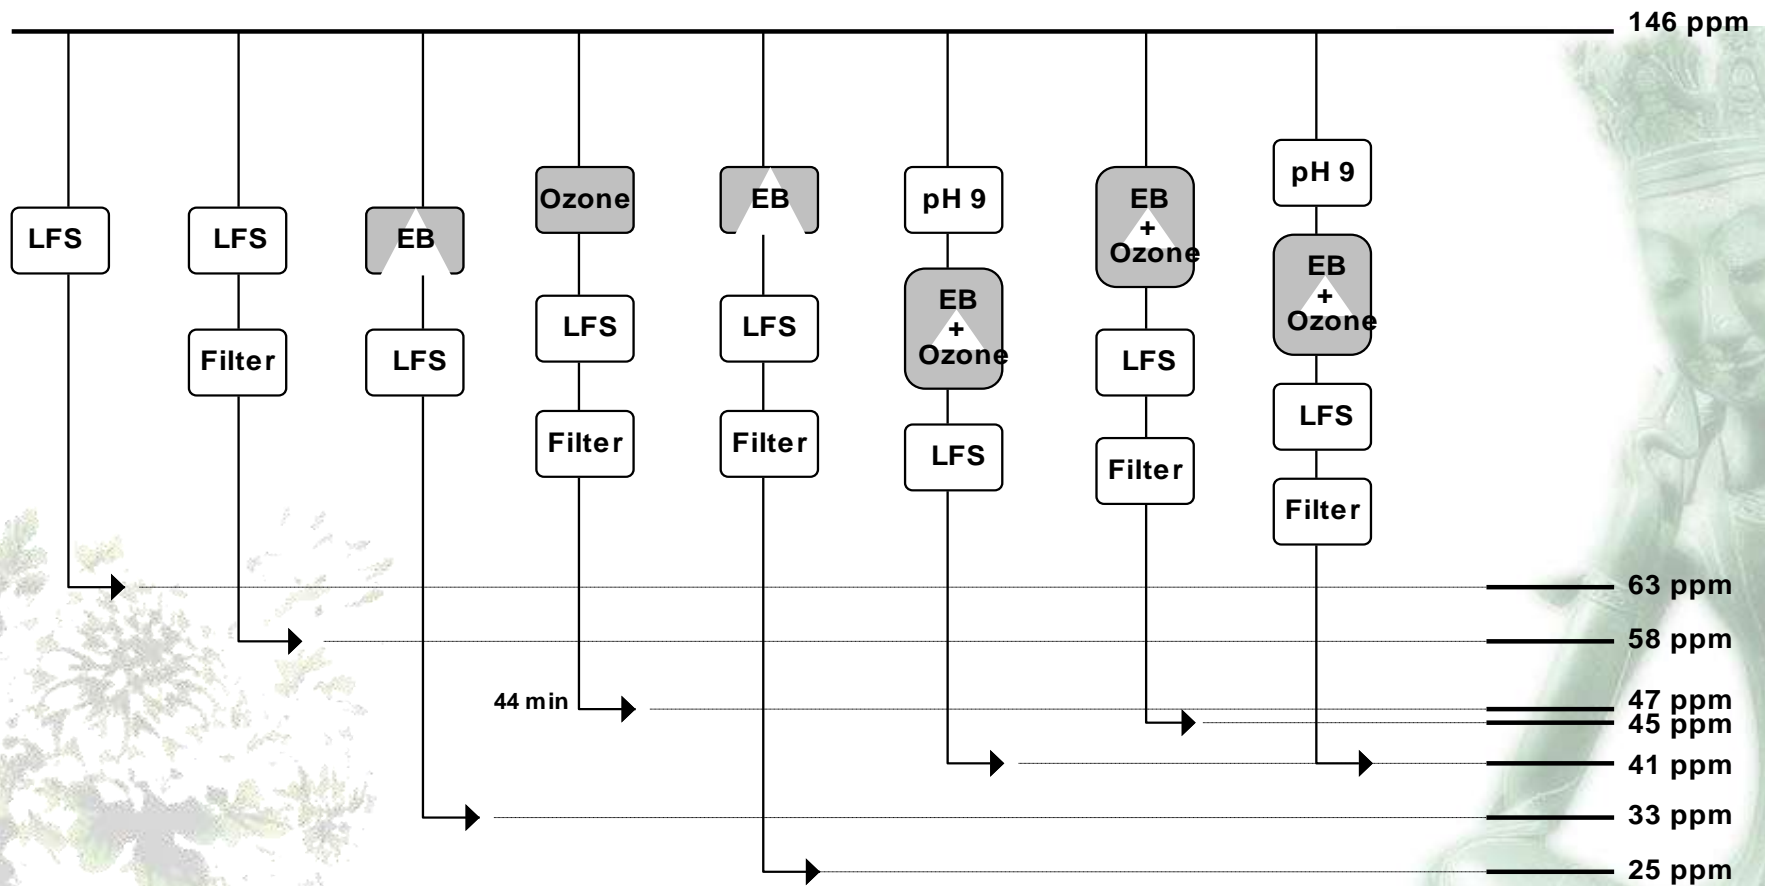 146 ppm
LFS
LFS
Filter
EB
LFS
Ozone
LFS
Filter
EB
LFS
Filter
pH 9
EB
+
Ozone
LFS
EB
+
Ozone
LFS
Filter
pH 9
EB
+
Ozone
LFS
Filter
63 ppm
58 ppm
44 min
47 ppm
45 ppm
41 ppm
33 ppm
25 ppm